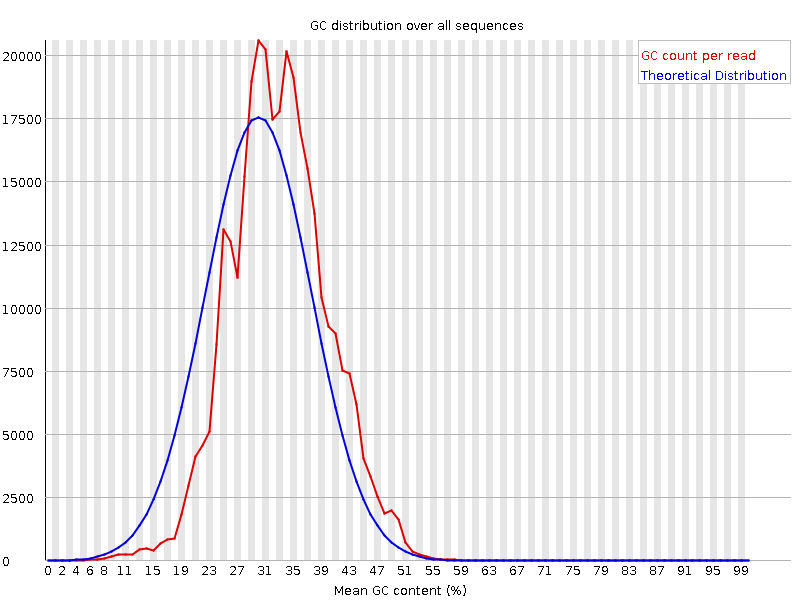 GC distribution over all sequences
GC count per read
Theoretical Distribution
20000
17500
15000
12500
10000
7500
5000
2500
0
0 2 4 6 8 11 15 19 23 27 31 35 39 43 47 51 55 59 63 67 71 75 79 83 87 91 95 99
Mean GC content (%)